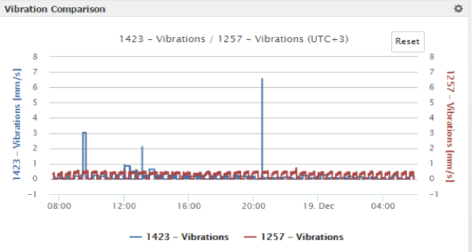 Vibration Comparison
1423 – Vibrations / 1257 – Vibrations (UTC+3)
Reset
1423 – Vibrations [mm/s]
8
7
6
5
4
3
2
1
0
−1
8
7
6
5
4
3
2
1
0
−1
1257 – Vibrations [mm/s]
08:00 12:00 16:00 20:00 19 Dec 04:00
1423 – Vibrations 1257 – Vibrations